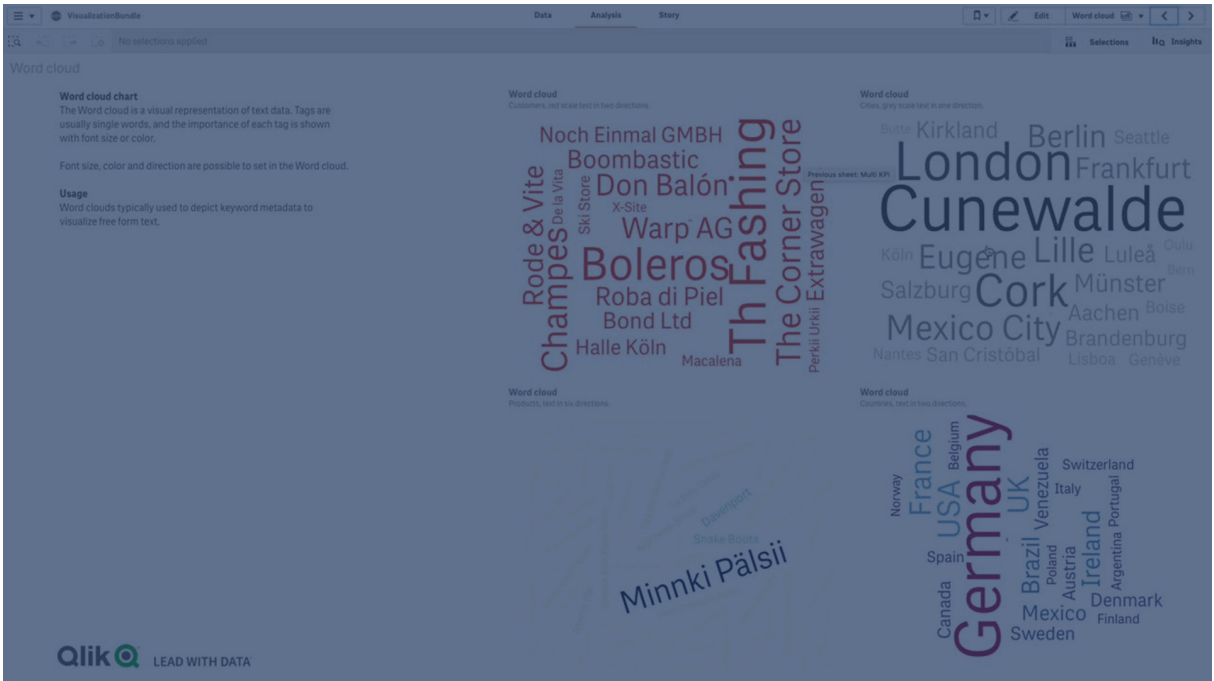 VisualizationBundle
Data
Analysis
Story
Edit
Word cloud
No selections applied
Selections
Insights
Word cloud
Word cloud chart
The Word cloud is a visual representation of text data. Tags are
usually single words, and the importance of each tag is shown
with font size or color.
Font size, color and direction are possible to set in the Word cloud.
Usage
Word clouds typically used to depict keyword metadata to
visualize free form text.
Word cloud
Customers, red scale text in two directions.
Noch Einmal GMBH
Boombastic
Don Balón
X-Site
Warp AG
Boleros
Roba di Piel
Bond Ltd
Halle Köln
Macalena
Rode & Vite
Champes
De la Vita
Ski Store
Th Fashing
The Corner Store
Extrawagen
Perkii Urkii
Word cloud
Cities, grey scale text in one direction.
Previous sheet: Multi KPI
Butte
Kirkland
Berlin
Seattle
London
Frankfurt
Cunewalde
Köln
Eugene
Lille
Luleå
Oulu
Bern
Salzburg
Cork
Münster
Aachen
Boise
Mexico City
Brandenburg
Nantes
San Cristóbal
Lisboa
Genève
Word cloud
Products, text in six directions.
Davenport
Snake Boots
Minnki Pälsii
Word cloud
Countries, text in two directions.
Norway
France
USA
Belgium
Germany
UK
Venezuela
Switzerland
Italy
Portugal
Spain
Brazil
Poland
Austria
Ireland
Argentina
Canada
Mexico
Denmark
Finland
Sweden
Qlik
LEAD WITH DATA